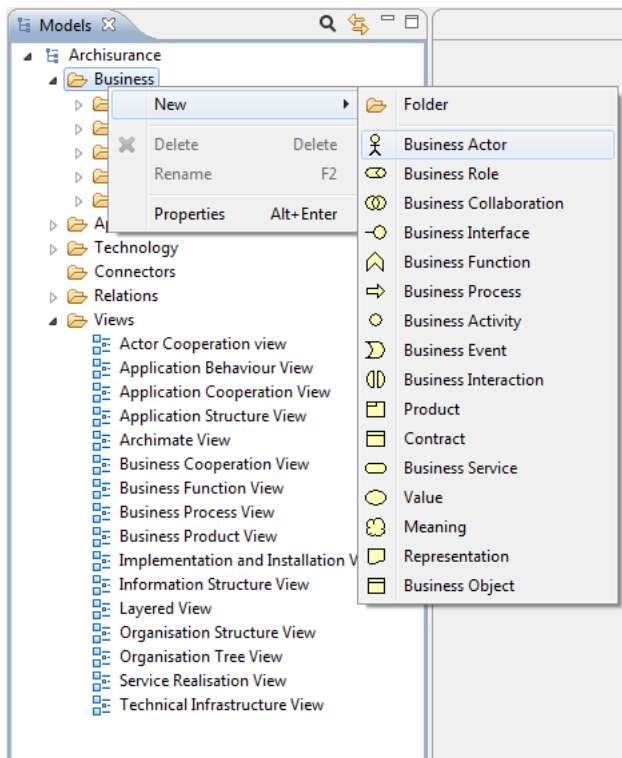 Models
Archisurance
Business
New
Delete Delete
Rename F2
Properties Alt+Enter
Folder
Business Actor
Business Role
Business Collaboration
Business Interface
Business Function
Business Process
Business Activity
Business Event
Business Interaction
Product
Contract
Business Service
Value
Meaning
Representation
Business Object
Technology
Connectors
Relations
Views
Actor Cooperation view
Application Behaviour View
Application Cooperation View
Application Structure View
Archimate View
Business Cooperation View
Business Function View
Business Process View
Business Product View
Implementation and Installation V
Information Structure View
Layered View
Organisation Structure View
Organisation Tree View
Service Realisation View
Technical Infrastructure View